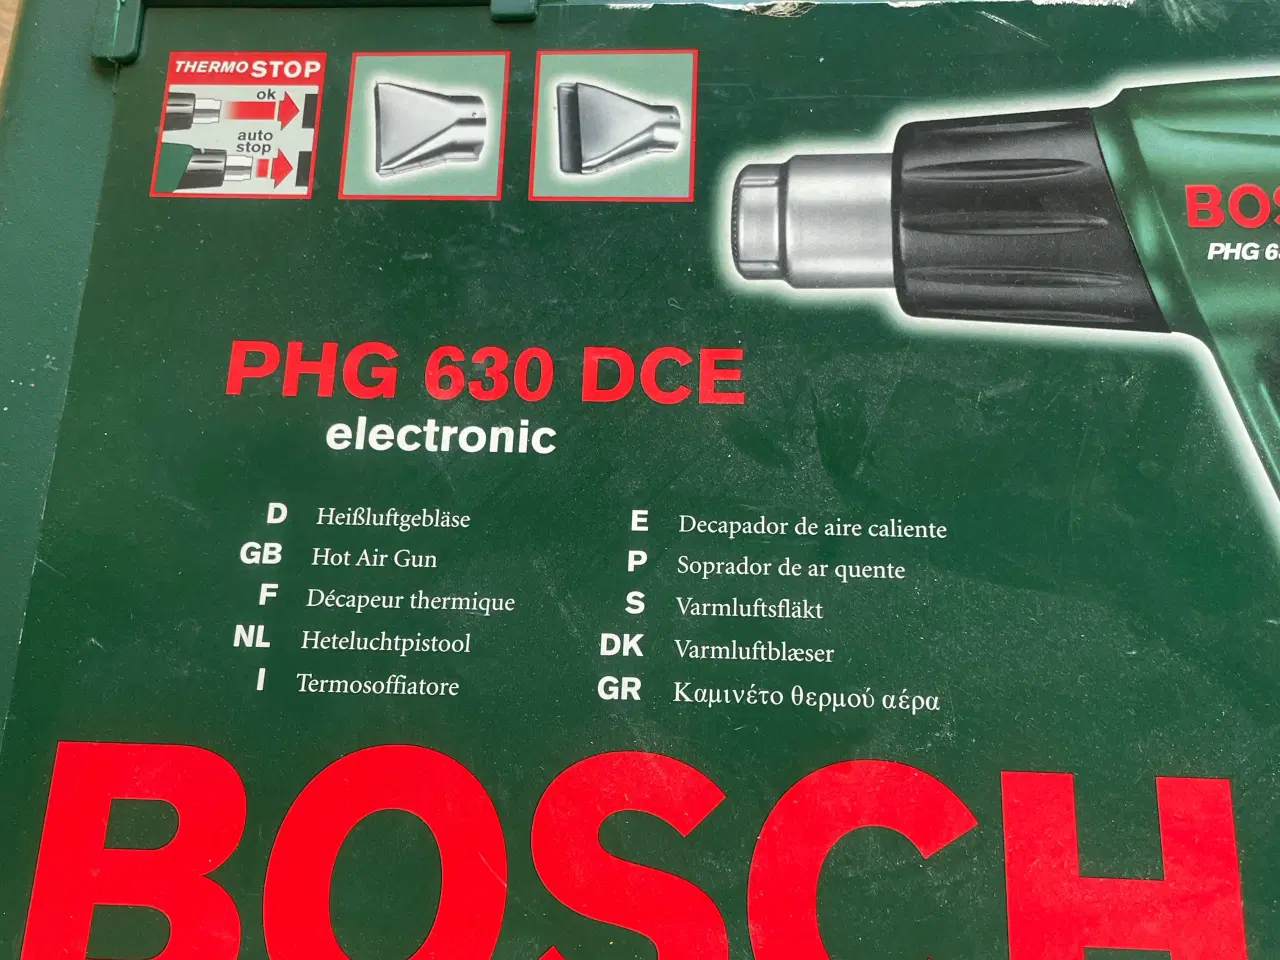 THERMO STOP
ok
auto
stop
BOS
PHG 6
PHG 630 DCE
electronic
D Heißluftgebläse
GB Hot Air Gun
F Décapeur thermique
NL Heteluchtpistool
I Termosoffiatore
E Decapador de aire caliente
P Soprador de ar quente
S Varmluftsfläkt
DK Varmluftblæser
GR Καμινέτο θερμού αέρα
BOSCH